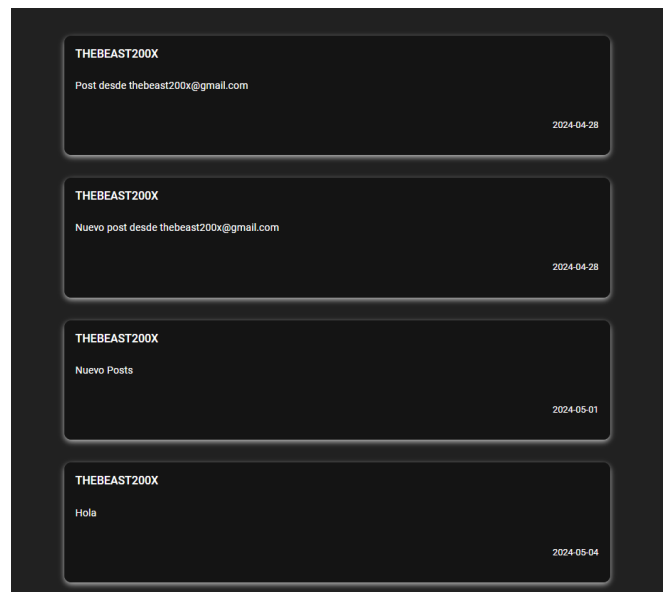 THEBEAST200X
Post desde thebeast200x@gmail.com
2024-04-28
THEBEAST200X
Nuevo post desde thebeast200x@gmail.com
2024-04-28
THEBEAST200X
Nuevo Posts
2024-05-01
THEBEAST200X
Hola
2024-05-04